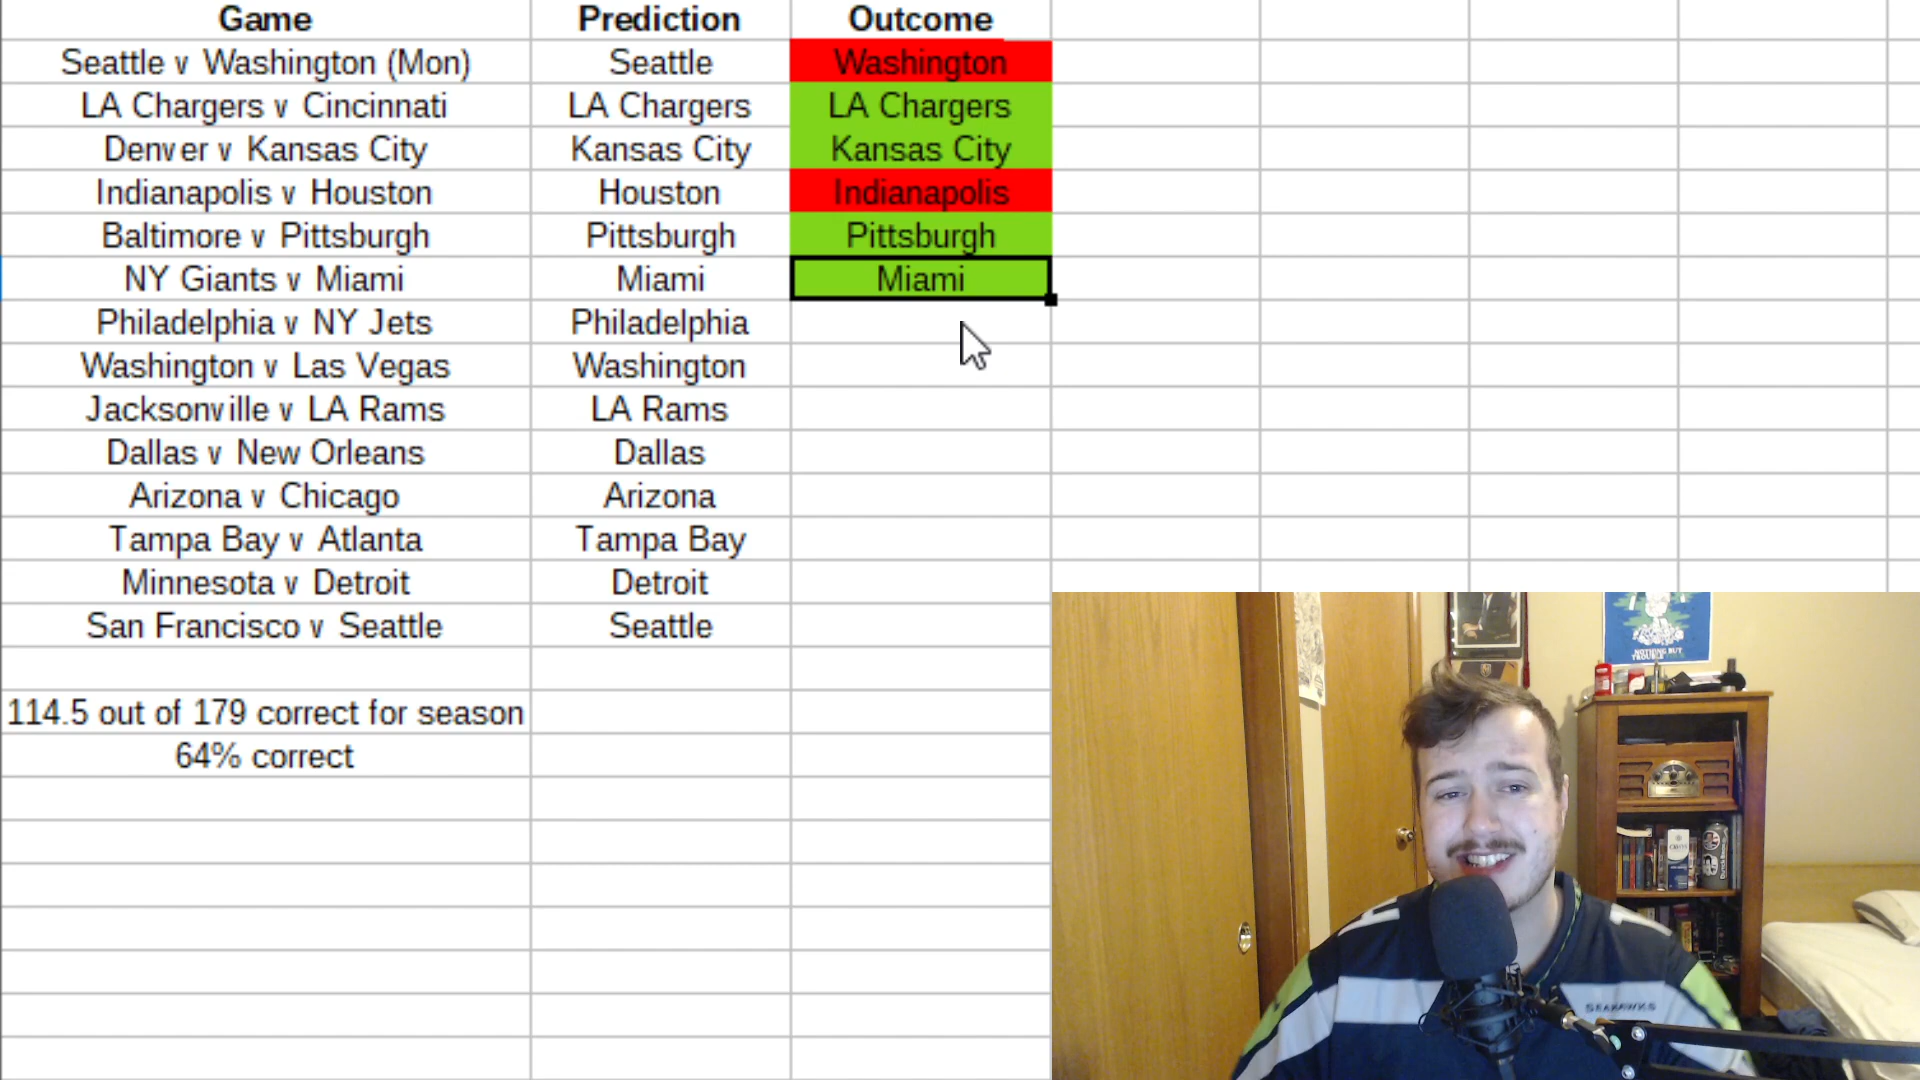 Game Prediction Outcome
Seattle v Washington (Mon) Seattle Washington
LA Chargers v Cincinnati LA Chargers LA Chargers
Denver v Kansas City Kansas City Kansas City
Indianapolis v Houston Houston Indianapolis
Baltimore v Pittsburgh Pittsburgh Pittsburgh
NY Giants v Miami Miami Miami
Philadelphia v NY Jets Philadelphia
Washington v Las Vegas Washington
Jacksonville v LA Rams LA Rams
Dallas v New Orleans Dallas
Arizona v Chicago Arizona
Tampa Bay v Atlanta Tampa Bay
Minnesota v Detroit Detroit
San Francisco v Seattle Seattle
114.5 out of 179 correct for season
64% correct
NOTHING BUT
TROUBLE
SEAHAWKS